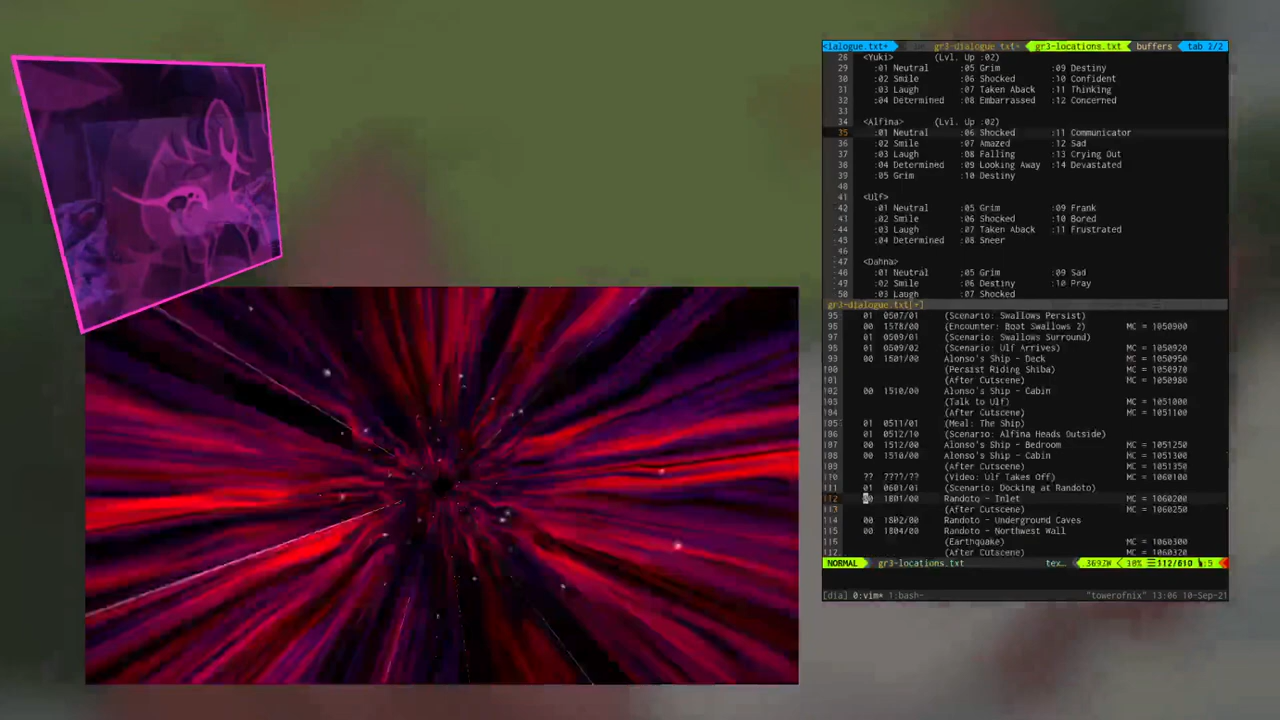 ialogue.txt+ gr3-dialogue txt+ gr3-locations.txt buffers tab 2/2
28 <Yuki> (Lvl. Up :02)
29 :01 Neutral :05 Grim :09 Destiny
30 :02 Smile :06 Shocked :10 Confident
31 :03 Laugh :07 Taken Aback :11 Thinking
32 :04 Determined :08 Embarrassed :12 Concerned
33
34 <Alfina> (Lvl. Up :02)
35 :01 Neutral :06 Shocked :11 Communicator
36 :02 Smile :07 Amazed :12 Sad
37 :03 Laugh :08 Falling :13 Crying Out
38 :04 Determined :09 Looking Away :14 Devastated
39 :05 Grim :10 Destiny
40
41 <Ulf>
42 :01 Neutral :05 Grim :09 Frank
43 :02 Smile :06 Shocked :10 Bored
44 :03 Laugh :07 Taken Aback :11 Frustrated
45 :04 Determined :08 Sneer
46
47 <Dahna>
48 :01 Neutral :05 Grim :09 Sad
49 :02 Smile :06 Destiny :10 Pray
50 :03 Laugh :07 Shocked
gr3-dialogue.txt[+]
95 01 0507/01 (Scenario: Swallows Persist)
96 00 1578/00 (Encounter: Boat Swallows 2) MC = 1050900
97 01 0509/01 (Scenario: Swallows Surround)
98 01 0509/02 (Scenario: Ulf Arrives) MC = 1050920
99 00 1501/00 Alonso's Ship - Deck MC = 1050950
100 (Persist Riding Shiba) MC = 1050970
101 (After Cutscene) MC = 1050980
102 00 1510/00 Alonso's Ship - Cabin
103 (Talk to Ulf) MC = 1051000
104 (After Cutscene) MC = 1051100
105 01 0511/01 (Meal: The Ship)
106 01 0512/10 (Scenario: Alfina Heads Outside)
107 00 1512/00 Alonso's Ship - Bedroom MC = 1051250
108 00 1510/00 Alonso's Ship - Cabin MC = 1051300
109 (After Cutscene) MC = 1051350
110 ?? ????/?? (Video: Ulf Takes Off) MC = 1060100
111 01 0601/01 (Scenario: Docking at Randoto)
112 00 1801/00 Randoto - Inlet MC = 1060200
113 (After Cutscene) MC = 1060250
114 00 1802/00 Randoto - Underground Caves
115 00 1804/00 Randoto - Northwest Wall
116 (Earthquake) MC = 1060300
(After Cutscene) MC = 1060320
NORMAL gr3-locations.txt tex… 3697W 18% 112/610 :5
[dia] 0:vim* 1:bash- "towerofnix" 13:06 10-Sep-21